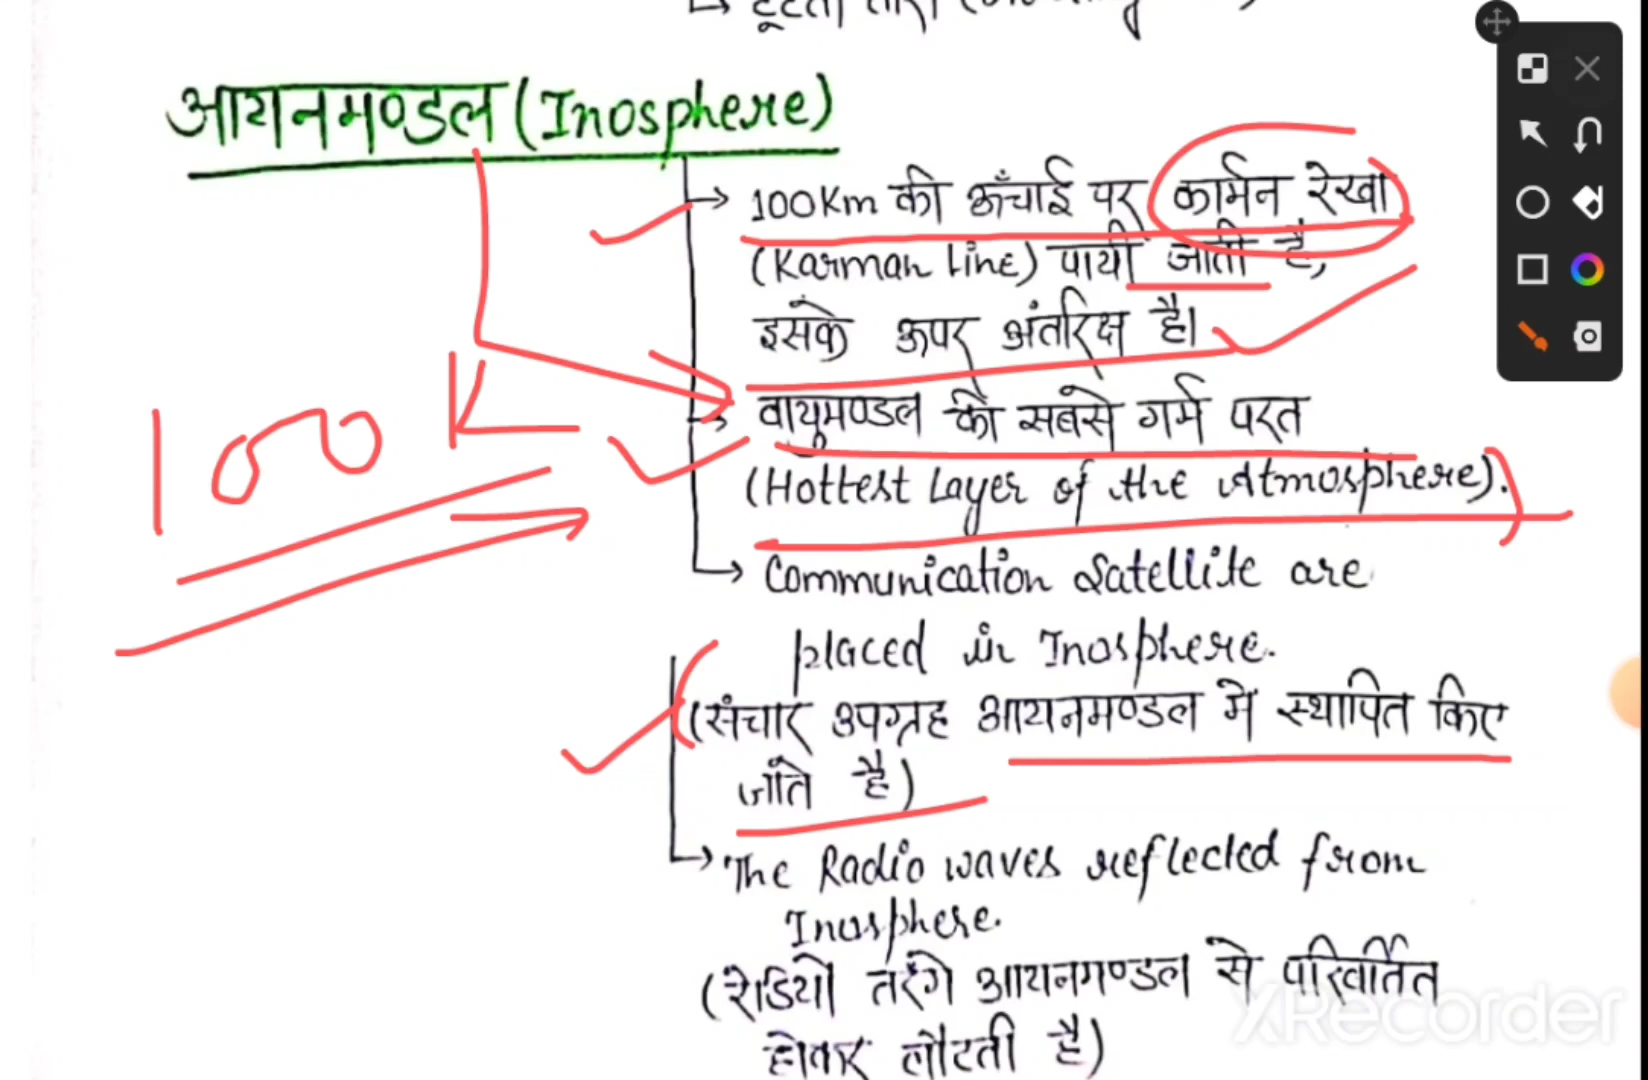 आयनमण्डल (Inosphere)
→ 100Km की ऊँचाई पर कार्मन रेखा
(Karman Line) पायी जाती है,
इसके ऊपर अंतरिक्ष है।
→ वायुमण्डल की सबसे गर्म परत
(Hottest Layer of the Atmosphere).
100 K
→ Communication Satellite are
placed in Inosphere.
(संचार उपग्रह आयनमण्डल में स्थापित किए
जाते है)
→ The Radio waves reflected from
Inosphere.
(रेडियो तरंगे आयनमण्डल से परिवर्तित
होकर लौटती है)
XRecorder